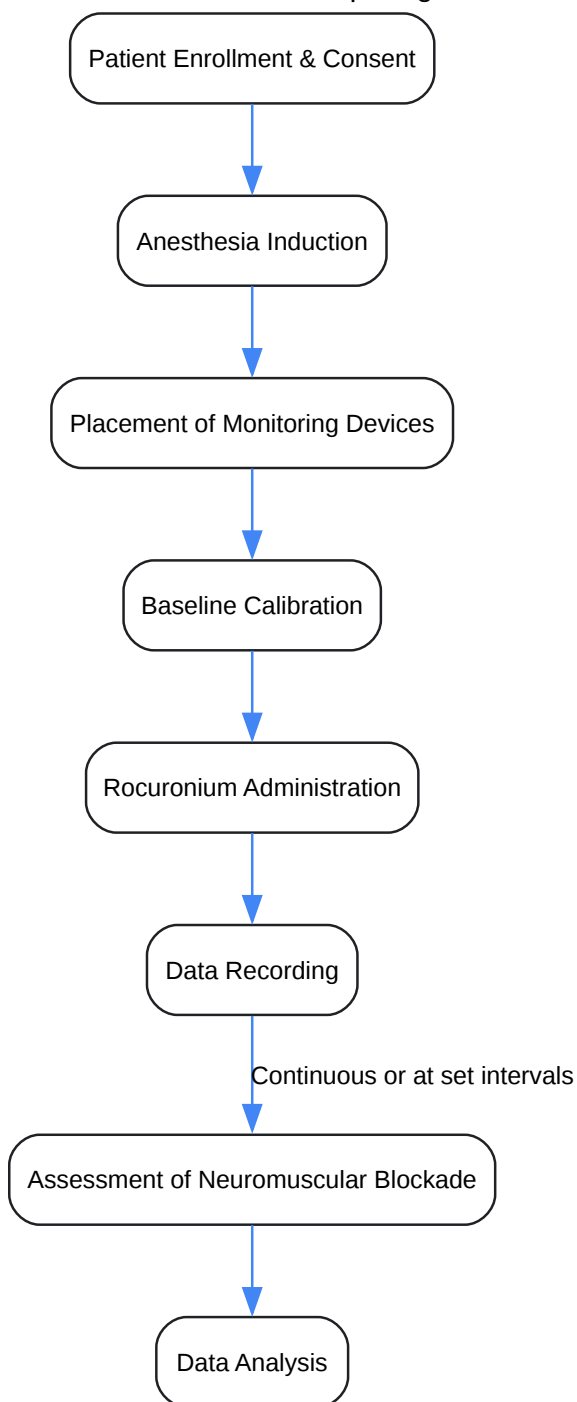 Patient Enrollment & Consent
Anesthesia Induction
Placement of Monitoring Devices
Baseline Calibration
Rocuronium Administration
Data Recording
Continuous or at set intervals
Assessment of Neuromuscular Blockade
Data Analysis